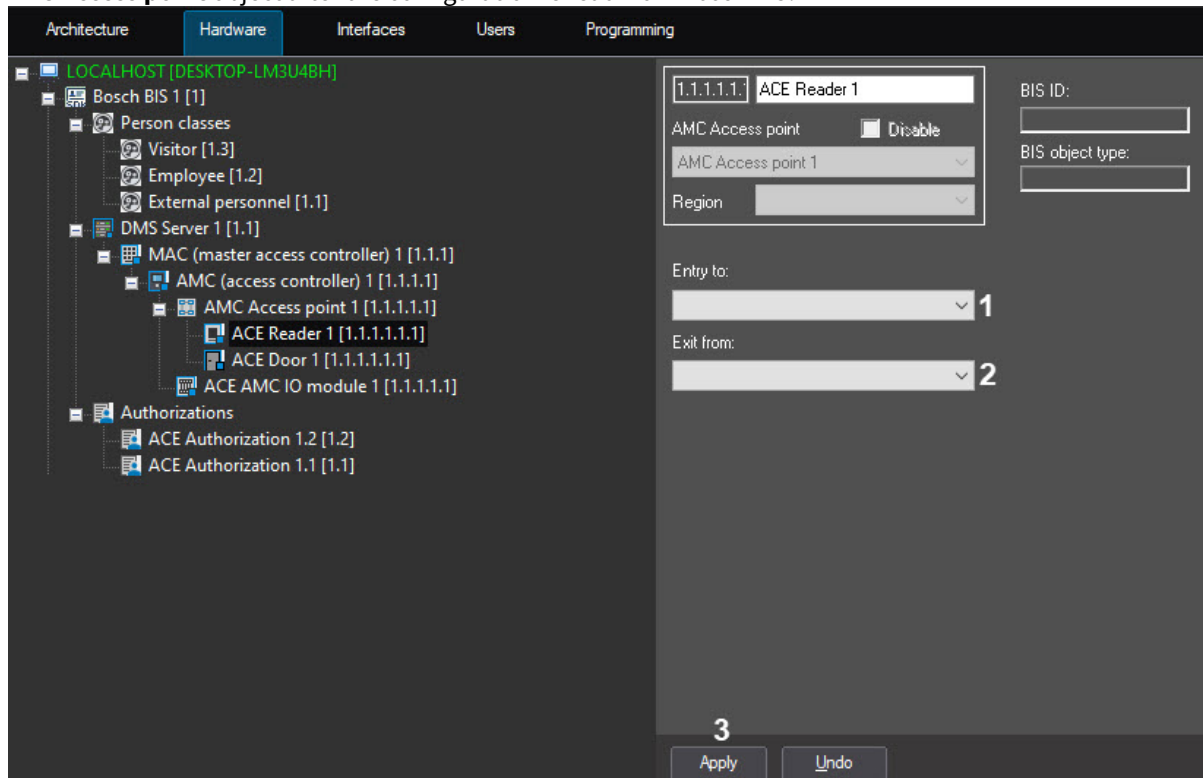 Architecture Hardware Interfaces Users Programming
LOCALHOST [DESKTOP-LM3U4BH]
Bosch BIS 1 [1]
Person classes
Visitor [1.3]
Employee [1.2]
External personnel [1.1]
DMS Server 1 [1.1]
MAC (master access controller) 1 [1.1.1]
AMC (access controller) 1 [1.1.1.1]
AMC Access point 1 [1.1.1.1.1]
ACE Reader 1 [1.1.1.1.1.1]
ACE Door 1 [1.1.1.1.1.1]
ACE AMC IO module 1 [1.1.1.1.1]
Authorizations
ACE Authorization 1.2 [1.2]
ACE Authorization 1.1 [1.1]
1.1.1.1.1. ACE Reader 1
AMC Access point Disable
AMC Access point 1
Region
BIS ID:
BIS object type:
Entry to:
1
Exit from:
2
3
Apply Undo